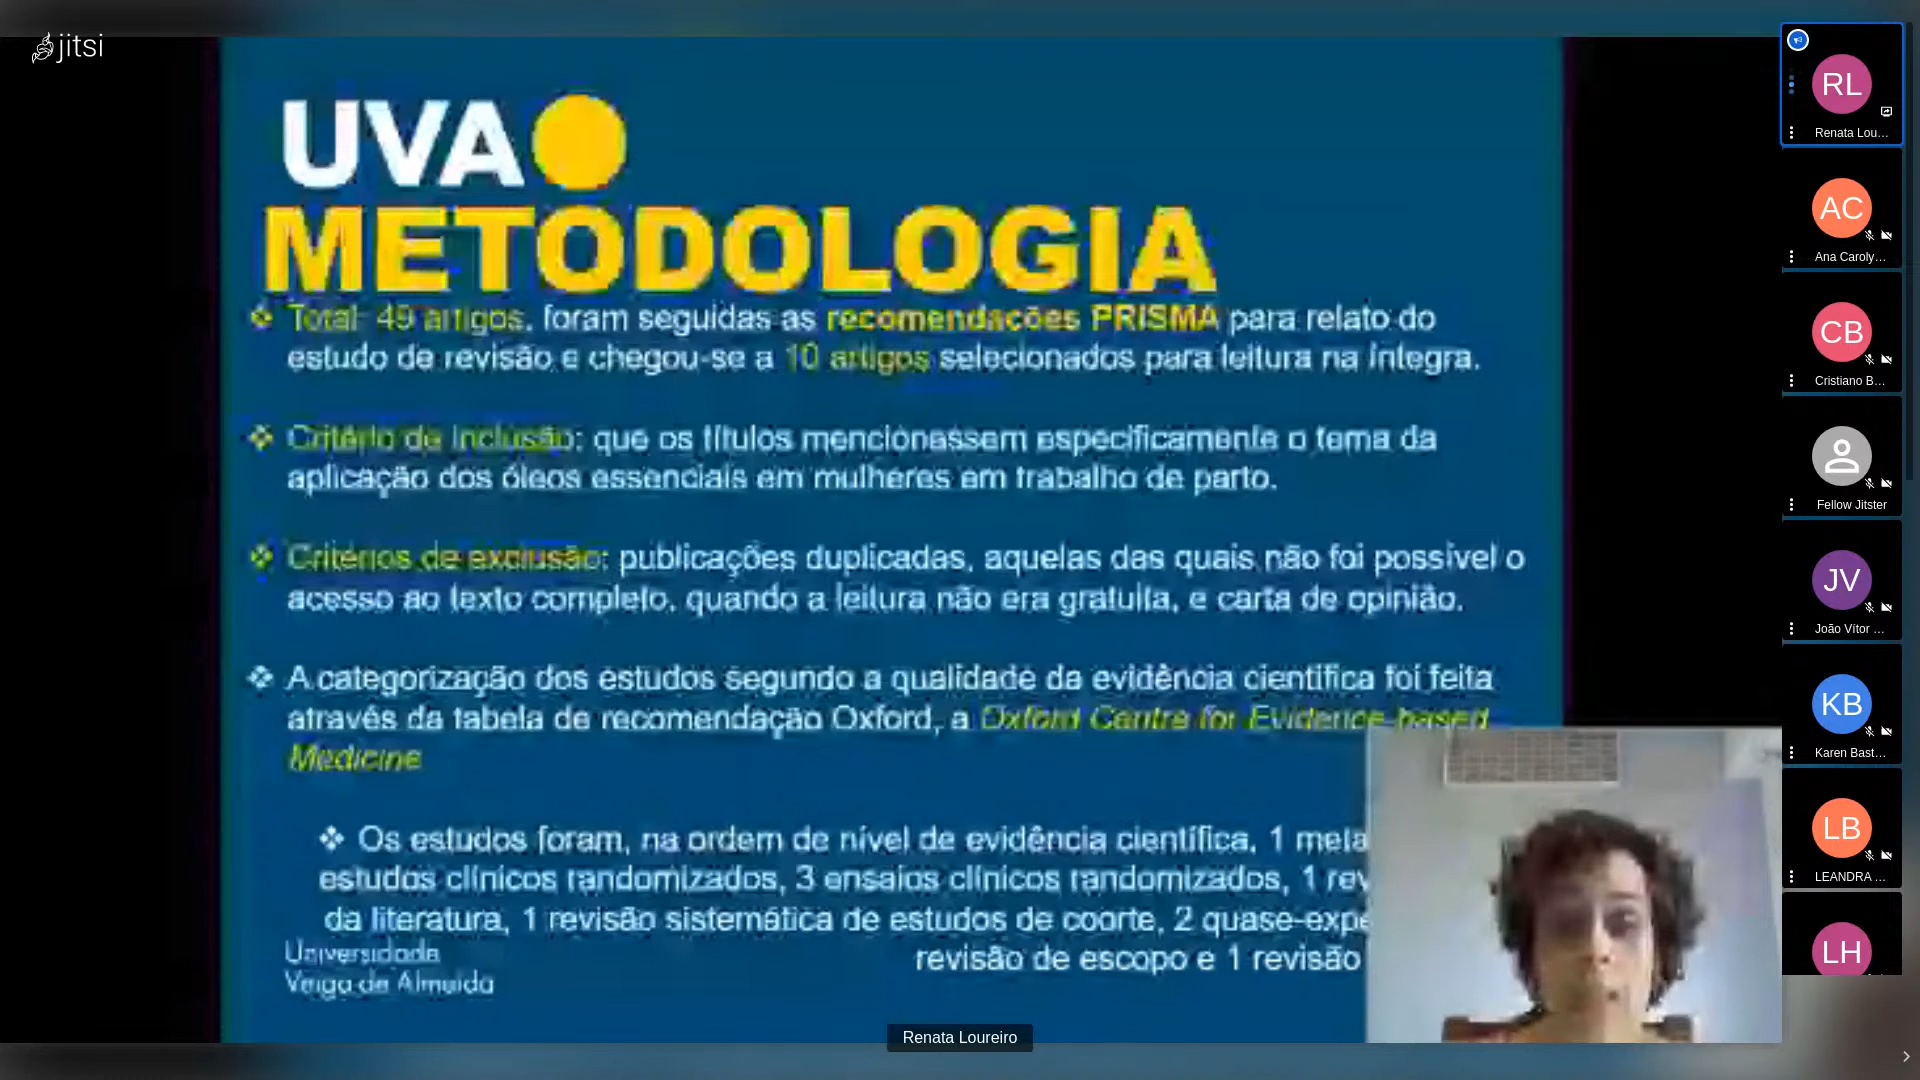 jitsi
UVA
METODOLOGIA
❖ Total: 49 artigos, foram seguidas as recomendações PRISMA para relato do
estudo de revisão e chegou-se a 10 artigos selecionados para leitura na íntegra.
❖ Critério de inclusão: que os títulos mencionassem especificamente o tema da
aplicação dos óleos essenciais em mulheres em trabalho de parto.
❖ Critérios de exclusão: publicações duplicadas, aquelas das quais não foi possível o
acesso ao texto completo, quando a leitura não era gratuita, e carta de opinião.
❖ A categorização dos estudos segundo a qualidade da evidência científica foi feita
através da tabela de recomendação Oxford, a Oxford Centre for Evidence-based
Medicine
❖ Os estudos foram, na ordem de nível de evidência científica, 1 meta
estudos clínicos randomizados, 3 ensaios clínicos randomizados, 1 rev
da literatura, 1 revisão sistemática de estudos de coorte, 2 quase-expe
revisão de escopo e 1 revisão
Universidade
Veiga de Almeida
Renata Loureiro
RL
Renata Lou...
AC
Ana Caroly...
CB
Cristiano B...
Fellow Jitster
JV
João Vítor ...
KB
Karen Bast...
LB
LEANDRA ...
LH